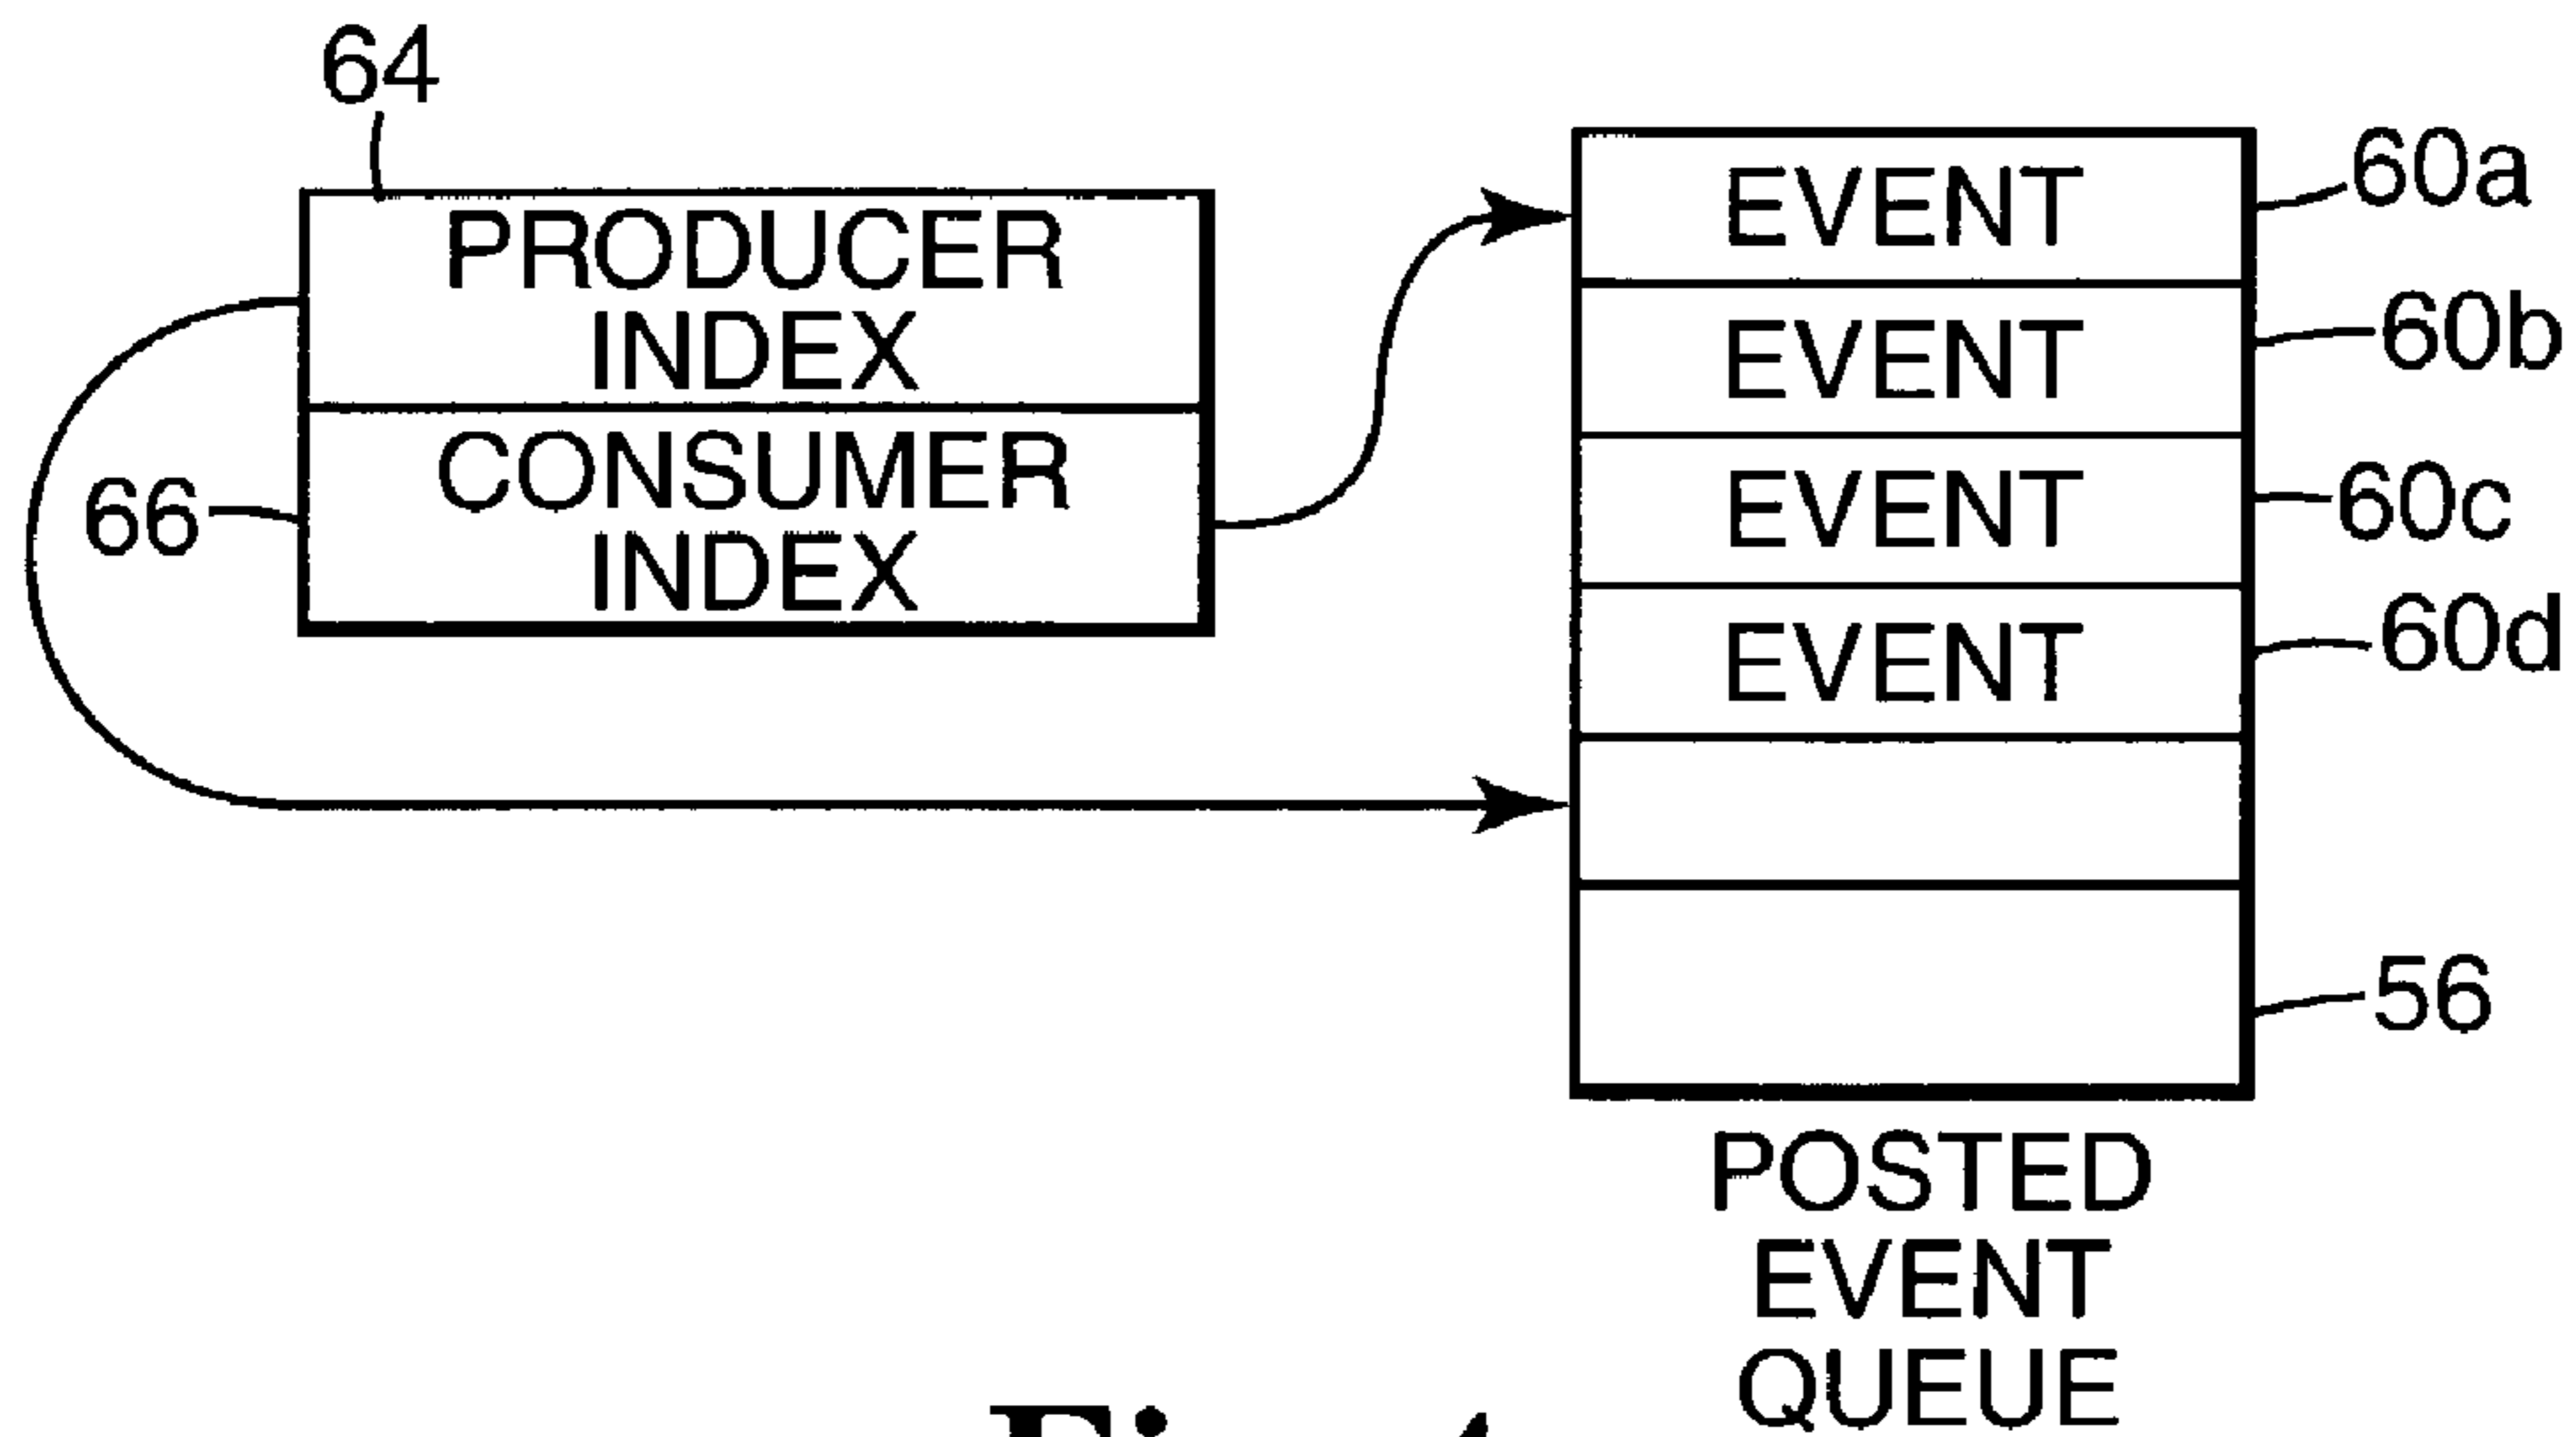 64
PRODUCER
INDEX
CONSUMER
INDEX
66
EVENT 60a
EVENT 60b
EVENT 60c
EVENT 60d
56
POSTED
EVENT
QUEUE